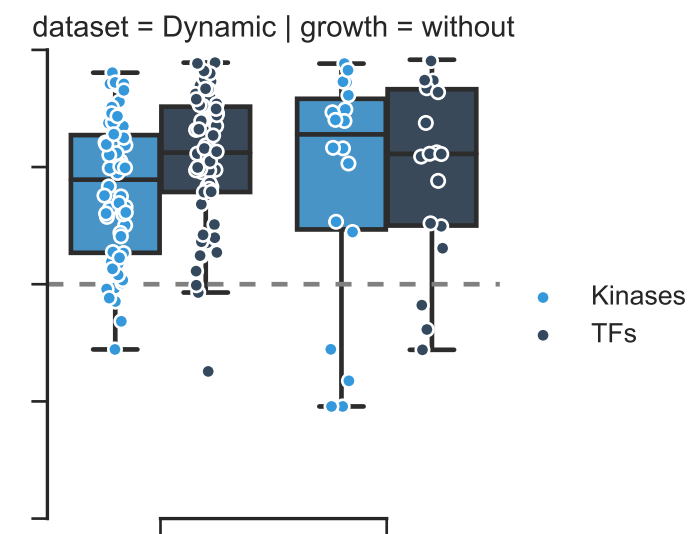 dataset = Dynamic | growth = without
Kinases
TFs